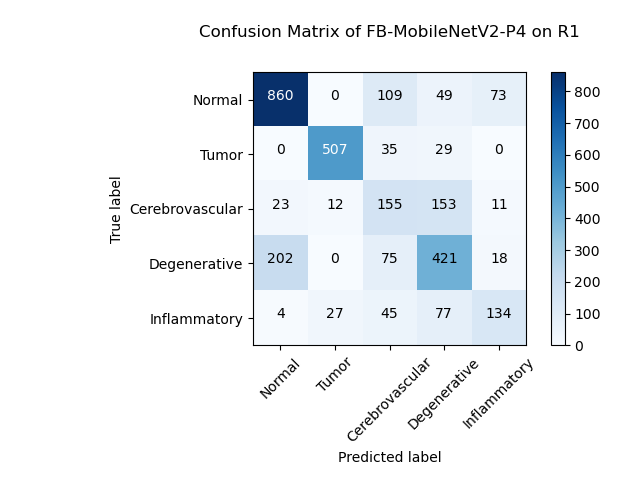 Confusion Matrix of FB-MobileNetV2-P4 on R1
Normal 860 0 109 49 73
Tumor 0 507 35 29 0
Cerebrovascular 23 12 155 153 11
Degenerative 202 0 75 421 18
Inflammatory 4 27 45 77 134
True label
Normal Tumor Cerebrovascular Degenerative Inflammatory
Predicted label
800
700
600
500
400
300
200
100
0